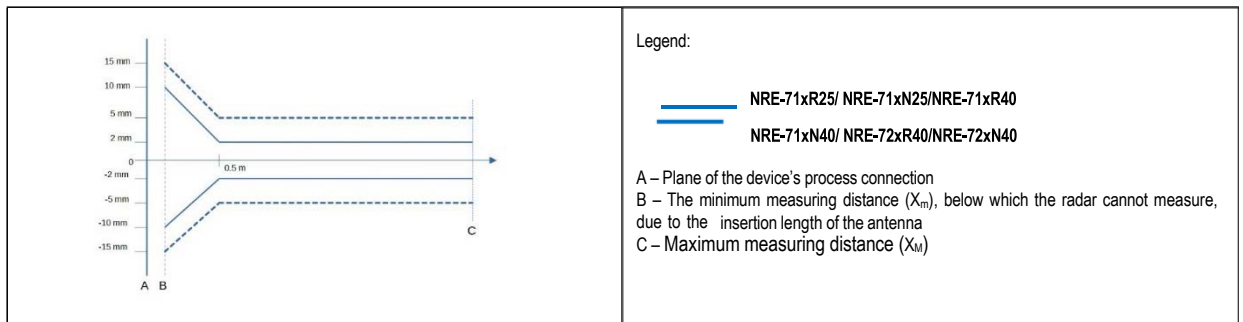 15 mm
10 mm
5 mm
2 mm
0
0.5 m
-2 mm
-5 mm
-10 mm
-15 mm
C
A B
Legend:
NRE-71xR25/ NRE-71xN25/NRE-71xR40
NRE-71xN40/ NRE-72xR40/NRE-72xN40
A – Plane of the device's process connection
B – The minimum measuring distance (Xm), below which the radar cannot measure,
due to the insertion length of the antenna
C – Maximum measuring distance (XM)